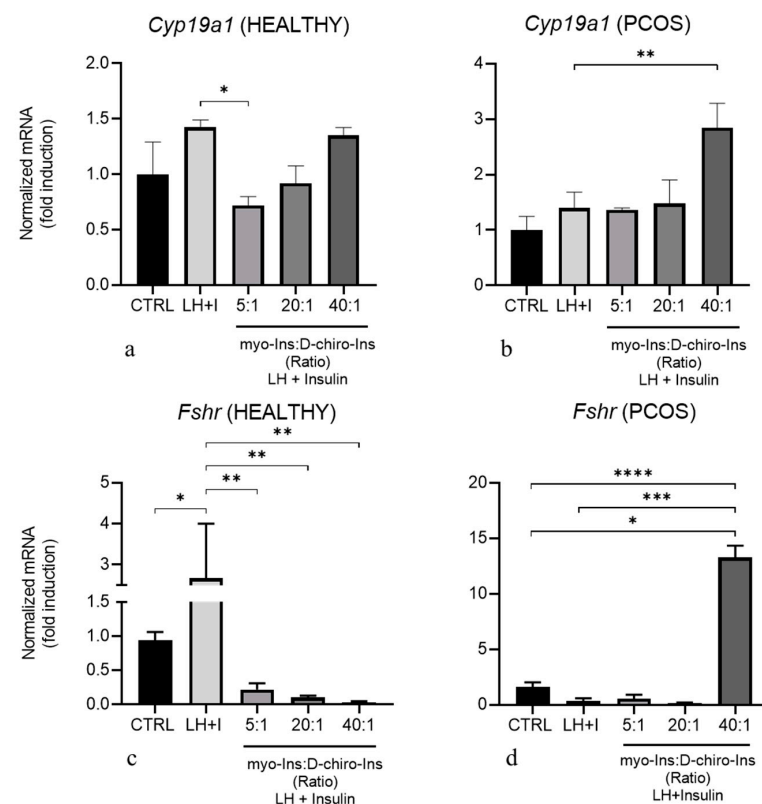 Cyp19a1 (HEALTHY)
Normalized mRNA
(fold induction)
2.0
1.5
1.0
0.5
0.0
*
CTRL LH+I 5:1 20:1 40:1
a
myo-Ins:D-chiro-Ins
(Ratio)
LH + Insulin
Cyp19a1 (PCOS)
4
3
2
1
0
**
CTRL LH+I 5:1 20:1 40:1
b
myo-Ins:D-chiro-Ins
(Ratio)
LH + Insulin
Fshr (HEALTHY)
Normalized mRNA
(fold induction)
5
4
3
1.5
1.0
0.5
0.0
**
**
**
*
CTRL LH+I 5:1 20:1 40:1
c
myo-Ins:D-chiro-Ins
(Ratio)
LH + Insulin
Fshr (PCOS)
20
15
10
5
0
****
***
*
CTRL LH+I 5:1 20:1 40:1
d
myo-Ins:D-chiro-Ins
(Ratio)
LH+Insulin